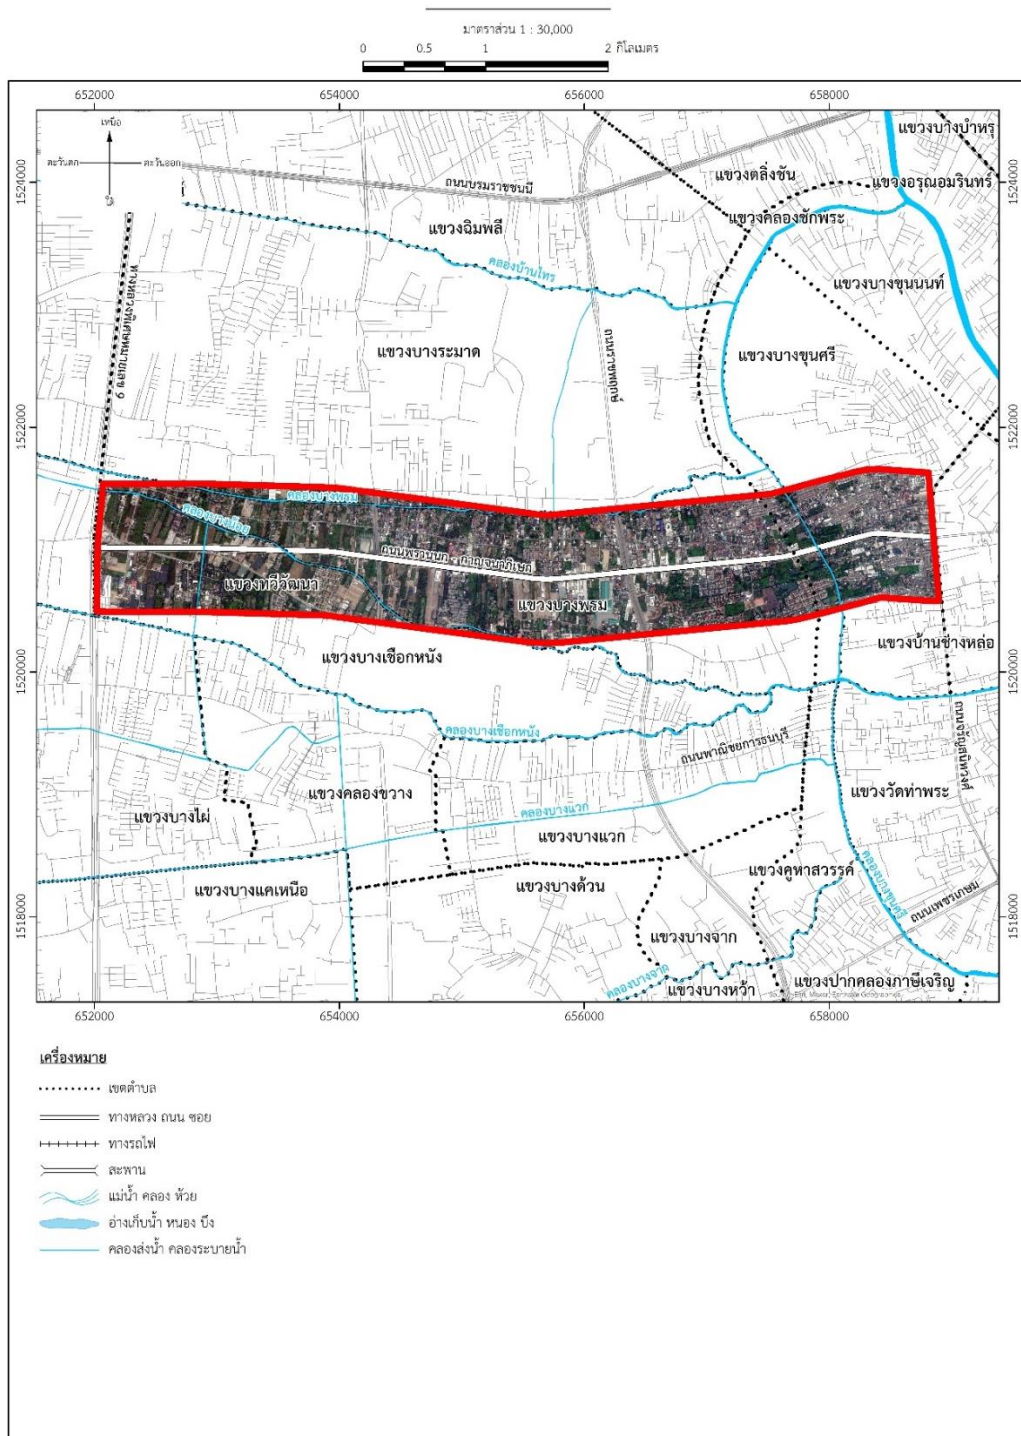 มาตราส่วน 1 : 30,000
0 0.5 1 2 กิโลเมตร
652000 654000 656000 658000
เหนือ
ตะวันตก ตะวันออก
ใต้
แขวงบางบำหรุ
1524000 1524000
ถนนบรมราชชนนี
แขวงตลิ่งชัน
แขวงอรุณอมรินทร์
แขวงฉิมพลี
แขวงคลองชักพระ
คลองบ้านไทร
ทางหลวงพิเศษหมายเลข 9
แขวงบางขุนนนท์
แขวงบางระมาด
ถนนราชพฤกษ์
แขวงบางขุนศรี
1522000 1522000
คลองบางพรม
คลองบางน้อย
ถนนพรานนก - กาญจนาภิเษก
แขวงทวีวัฒนา
แขวงบางพรม
แขวงบ้านช่างหล่อ
แขวงบางเชือกหนัง
1520000 1520000
คลองบางเชือกหนัง
ถนนพาณิชยการธนบุรี
ถนนจรัญสนิทวงศ์
แขวงคลองขวาง
แขวงวัดท่าพระ
แขวงบางไผ่
คลองบางแวก
แขวงบางแวก
แขวงบางแคเหนือ
แขวงบางด้วน
แขวงคูหาสวรรค์
คลองบางขุนศรี
ถนนเพชรเกษม
1518000 1518000
แขวงบางจาก
คลองบางจาก
แขวงบางหว้า
แขวงปากคลองภาษีเจริญ
652000 654000 656000 658000
เครื่องหมาย
เขตตำบล
ทางหลวง ถนน ซอย
ทางรถไฟ
สะพาน
แม่น้ำ คลอง ห้วย
อ่างเก็บน้ำ หนอง บึง
คลองส่งน้ำ คลองระบายน้ำ